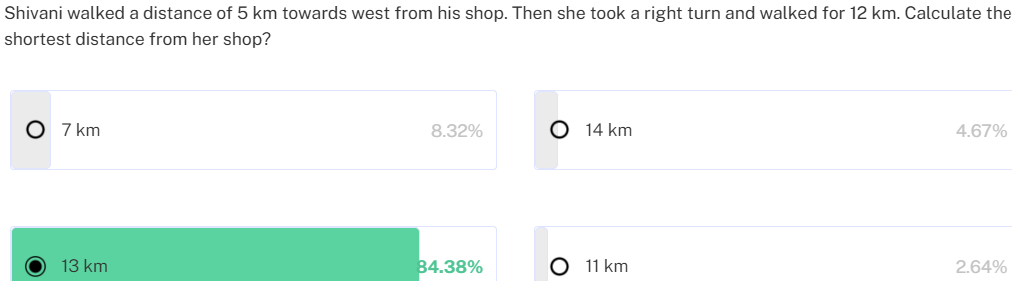 Shivani walked a distance of 5 km towards west from his shop. Then she took a right turn and walked for 12 km. Calculate the
shortest distance from her shop?
7 km 8.32%
14 km 4.67%
13 km 84.38%
11 km 2.64%